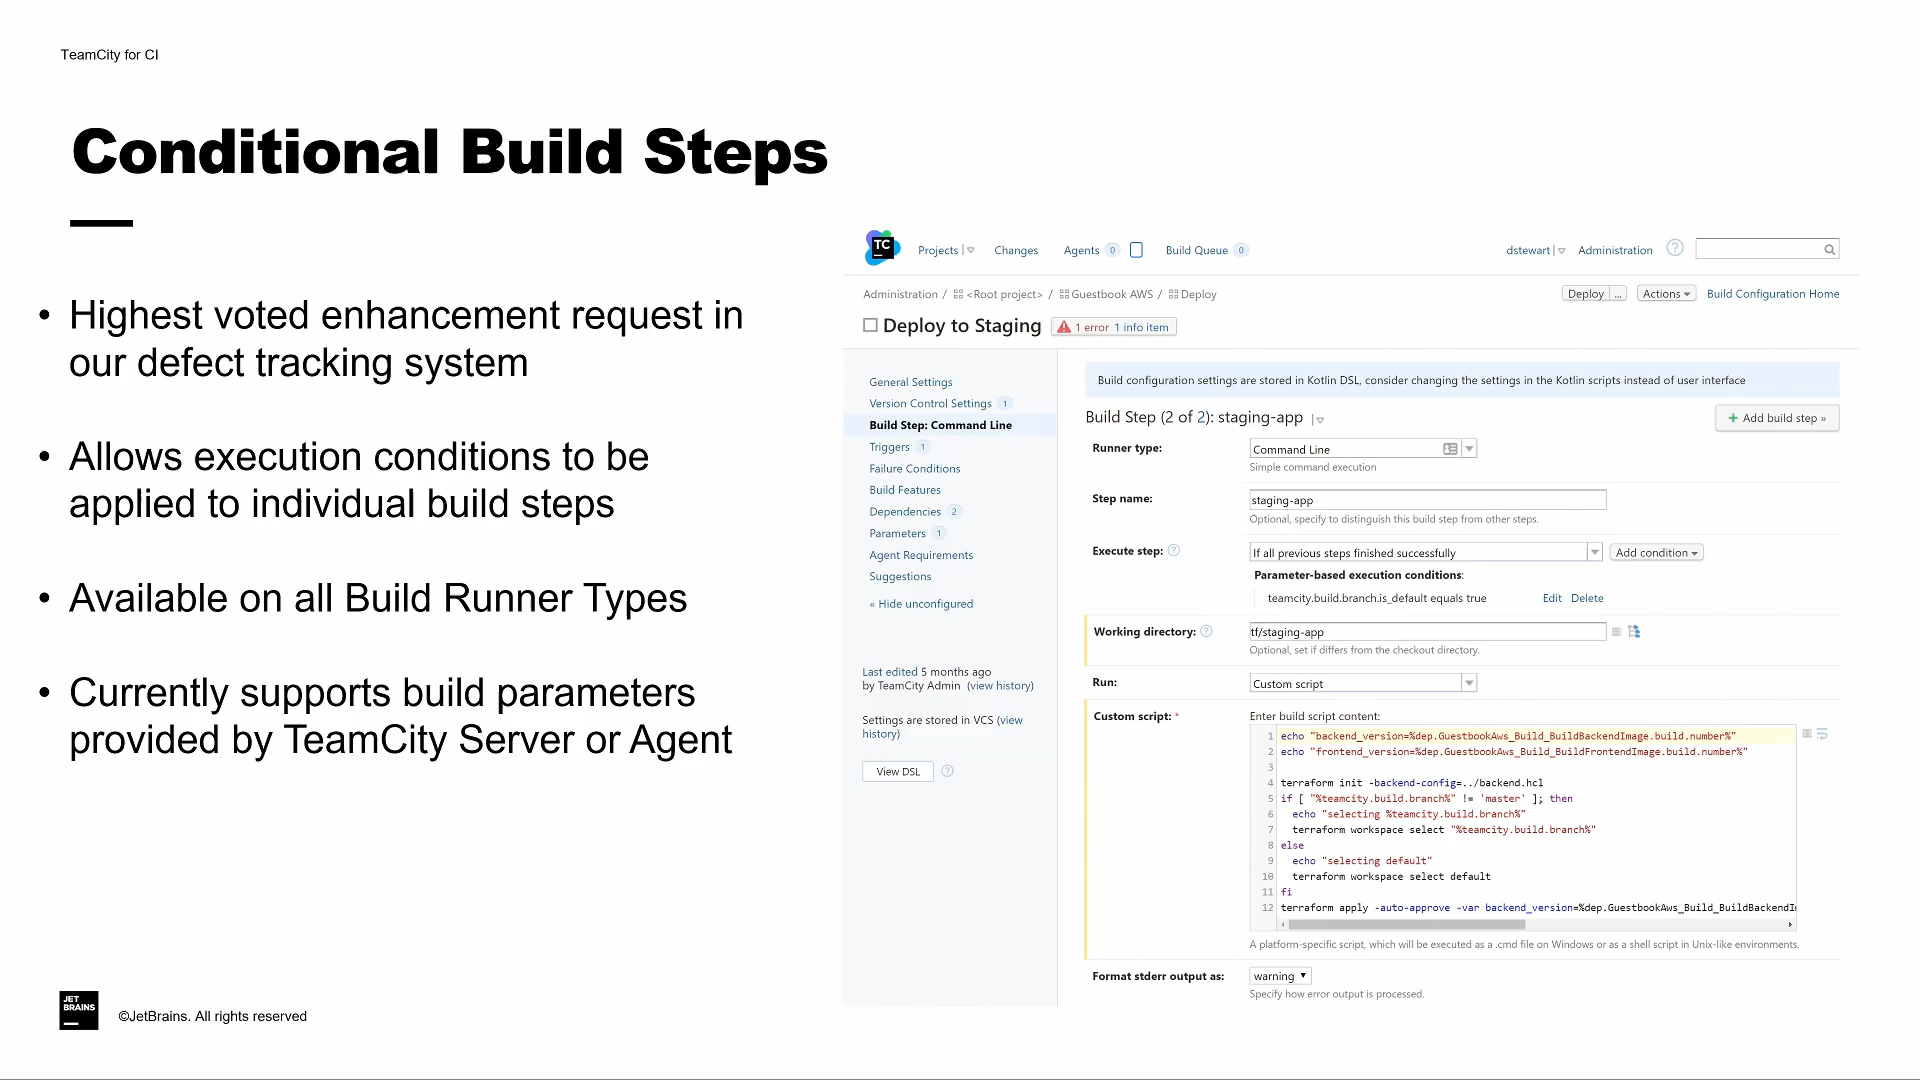 TeamCity for CI
Conditional Build Steps
• Highest voted enhancement request in
our defect tracking system
• Allows execution conditions to be
applied to individual build steps
• Available on all Build Runner Types
• Currently supports build parameters
provided by TeamCity Server or Agent
TC
Projects Changes Agents 0 Build Queue 0 dstewart Administration ?
Administration / <Root project> / Guestbook AWS / Deploy Deploy ... Actions Build Configuration Home
Deploy to Staging 1 error 1 info item
General Settings
Version Control Settings 1
Build Step: Command Line
Triggers 1
Failure Conditions
Build Features
Dependencies 2
Parameters 1
Agent Requirements
Suggestions
« Hide unconfigured
Last edited 5 months ago
by TeamCity Admin (view history)
Settings are stored in VCS (view
history)
View DSL ?
Build configuration settings are stored in Kotlin DSL, consider changing the settings in the Kotlin scripts instead of user interface
Build Step (2 of 2): staging-app + Add build step »
Runner type: Command Line
Simple command execution
Step name: staging-app
Optional, specify to distinguish this build step from other steps.
Execute step: ? If all previous steps finished successfully Add condition
Parameter-based execution conditions:
teamcity.build.branch.is_default equals true Edit Delete
Working directory: ? tf/staging-app
Optional, set if differs from the checkout directory.
Run: Custom script
Custom script: * Enter build script content:
1 echo "backend_version=%dep.GuestbookAws_Build_BuildBackendImage.build.number%"
2 echo "frontend_version=%dep.GuestbookAws_Build_BuildFrontendImage.build.number%"
3
4 terraform init -backend-config=../backend.hcl
5 if [ "%teamcity.build.branch%" != 'master' ]; then
6 echo "selecting %teamcity.build.branch%"
7 terraform workspace select "%teamcity.build.branch%"
8 else
9 echo "selecting default"
10 terraform workspace select default
11 fi
12 terraform apply -auto-approve -var backend_version=%dep.GuestbookAws_Build_BuildBackendI
A platform-specific script, which will be executed as a .cmd file on Windows or as a shell script in Unix-like environments.
Format stderr output as: warning
Specify how error output is processed.
JET
BRAINS
©JetBrains. All rights reserved